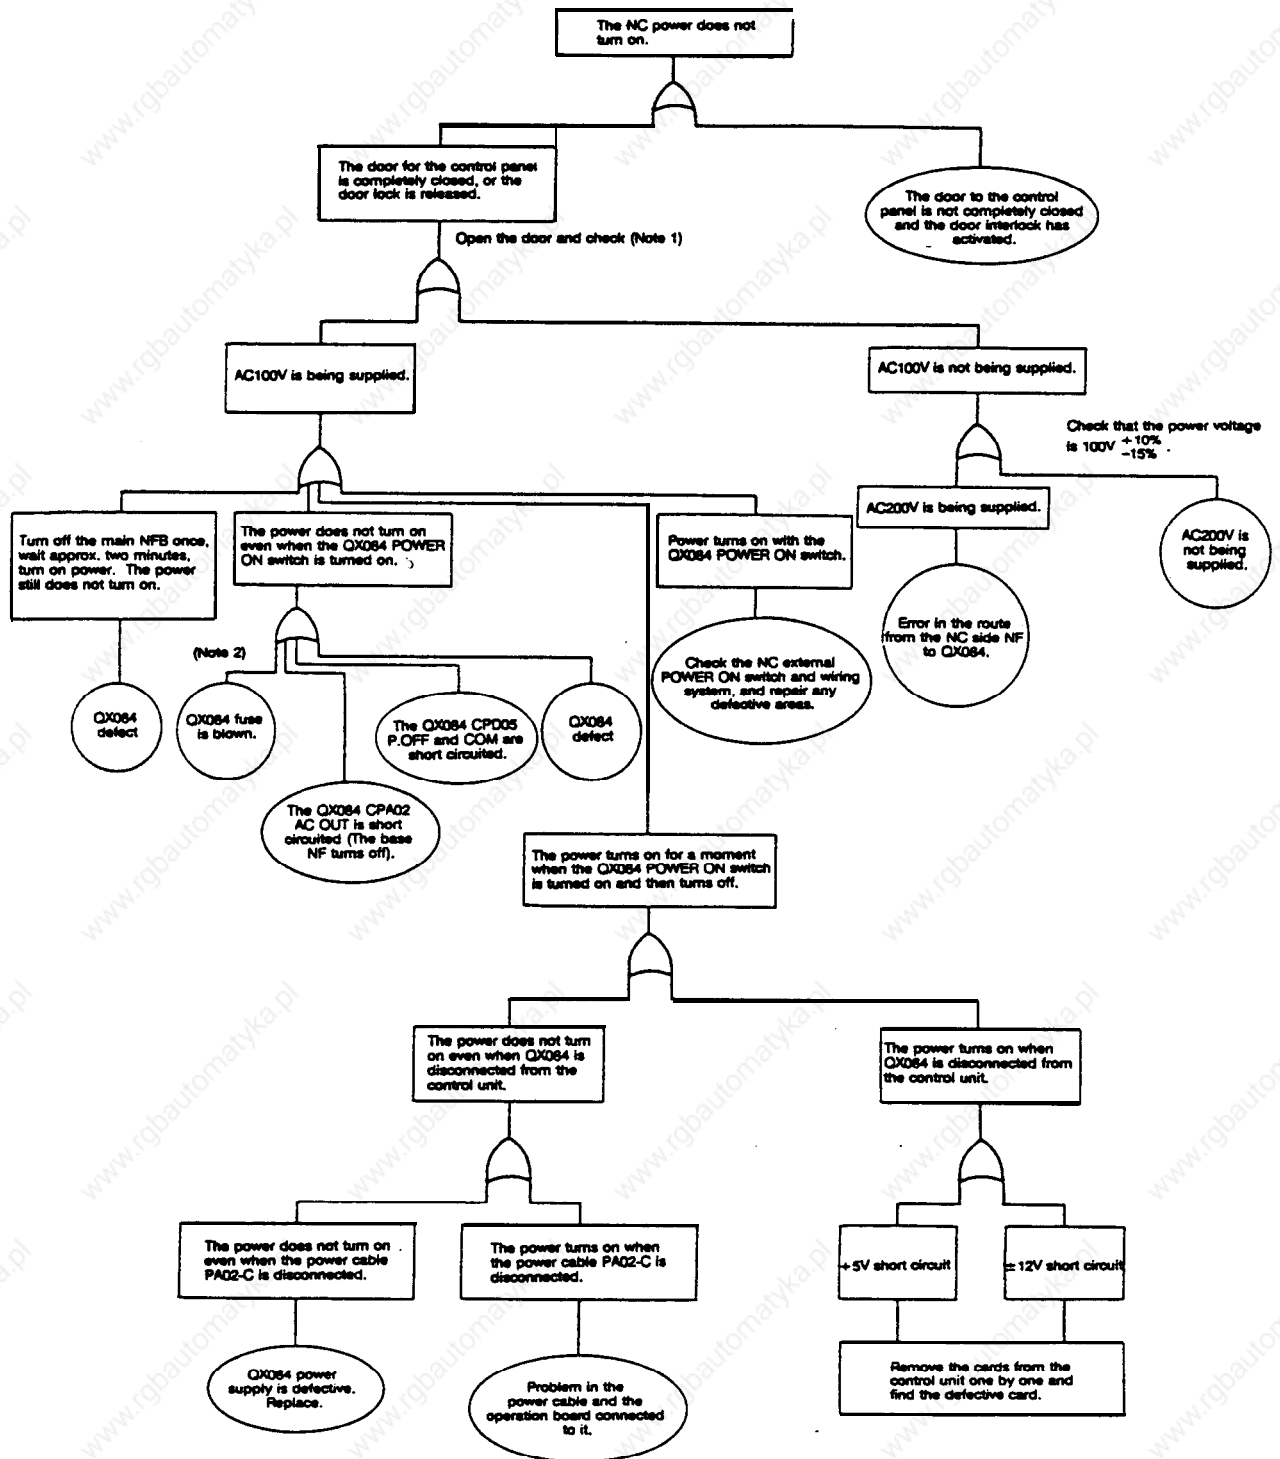 The NC power does not
turn on.
The door for the control panel
is completely closed, or the
door lock is released.
The door to the control
panel is not completely closed
and the door interlock has
activated.
Open the door and check (Note 1)
AC100V is being supplied.
AC100V is not being supplied.
Check that the power voltage
is 100V +10% -15% .
Turn off the main NFB once,
wait approx. two minutes,
turn on power. The power
still does not turn on.
The power does not turn on
even when the QX084 POWER
ON switch is turned on.
Power turns on with the
QX084 POWER ON switch.
AC200V is being supplied.
AC200V is
not being
supplied.
Error in the route
from the NC side NF
to QX084.
(Note 2)
Check the NC external
POWER ON switch and wiring
system, and repair any
defective areas.
QX084
defect
QX084 fuse
is blown.
The QX084 CPD05
P.OFF and COM are
short circuited.
QX084
defect
The QX084 CPA02
AC OUT is short
circuited (The base
NF turns off).
The power turns on for a moment
when the QX084 POWER ON switch
is turned on and then turns off.
The power does not turn
on even when QX084 is
disconnected from the
control unit.
The power turns on when
QX084 is disconnected from
the control unit.
The power does not turn on
even when the power cable
PA02-C is disconnected.
The power turns on when
the power cable PA02-C is
disconnected.
+5V short circuit
±12V short circuit
QX084 power
supply is defective.
Replace.
Problem in the
power cable and the
operation board connected
to it.
Remove the cards from the
control unit one by one and
find the defective card.
www.rgbautomatyka.pl